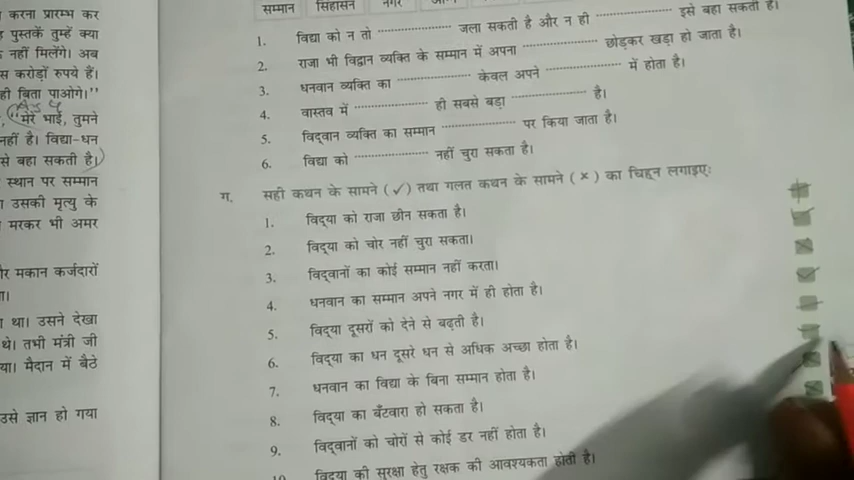 करना प्रारम्भ कर
पुस्तकें तुम्हें क्या
नहीं मिलेंगे। अब
स करोड़ों रुपये हैं।
ही बिता पाओगे।"
"मेरे भाई, तुमने
नहीं है। विद्या-धन
से बहा सकती है।
स्थान पर सम्मान
उसकी मृत्यु के
मरकर भी अमर
र मकान कर्जदारों
ा।
था। उसने देखा
थे। तभी मंत्री जी
या। मैदान में बैठे
उसे ज्ञान हो गया
सम्मान सिंहासन नगर
1. विद्या को न तो .................... जला सकती है और न ही .................... इसे बहा सकती है।
2. राजा भी विद्वान व्यक्ति के सम्मान में अपना .................... छोड़कर खड़ा हो जाता है।
3. धनवान व्यक्ति का .................... केवल अपने .................... में होता है।
4. वास्तव में .................... ही सबसे बड़ा .................... है।
5. विद्वान व्यक्ति का सम्मान .................... पर किया जाता है।
6. विद्या को .................... नहीं चुरा सकता है।
ग. सही कथन के सामने (✓) तथा गलत कथन के सामने (×) का चिह्न लगाइए:
1. विद्या को राजा छीन सकता है।
2. विद्या को चोर नहीं चुरा सकता।
3. विद्वानों का कोई सम्मान नहीं करता।
4. धनवान का सम्मान अपने नगर में ही होता है।
5. विद्या दूसरों को देने से बढ़ती है।
6. विद्या का धन दूसरे धन से अधिक अच्छा होता है।
7. धनवान का विद्या के बिना सम्मान होता है।
8. विद्या का बँटवारा हो सकता है।
9. विद्वानों को चोरों से कोई डर नहीं होता है।
10. विद्या की सुरक्षा हेतु रक्षक की आवश्यकता होती है।